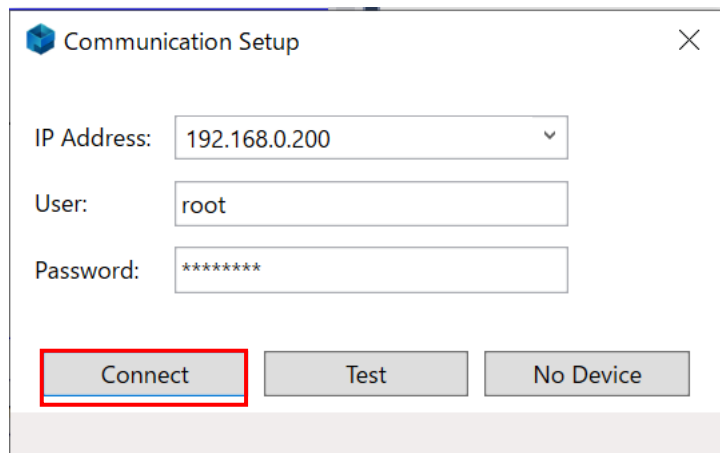 Communication Setup
IP Address: 192.168.0.200
User: root
Password: ********
Connect Test No Device